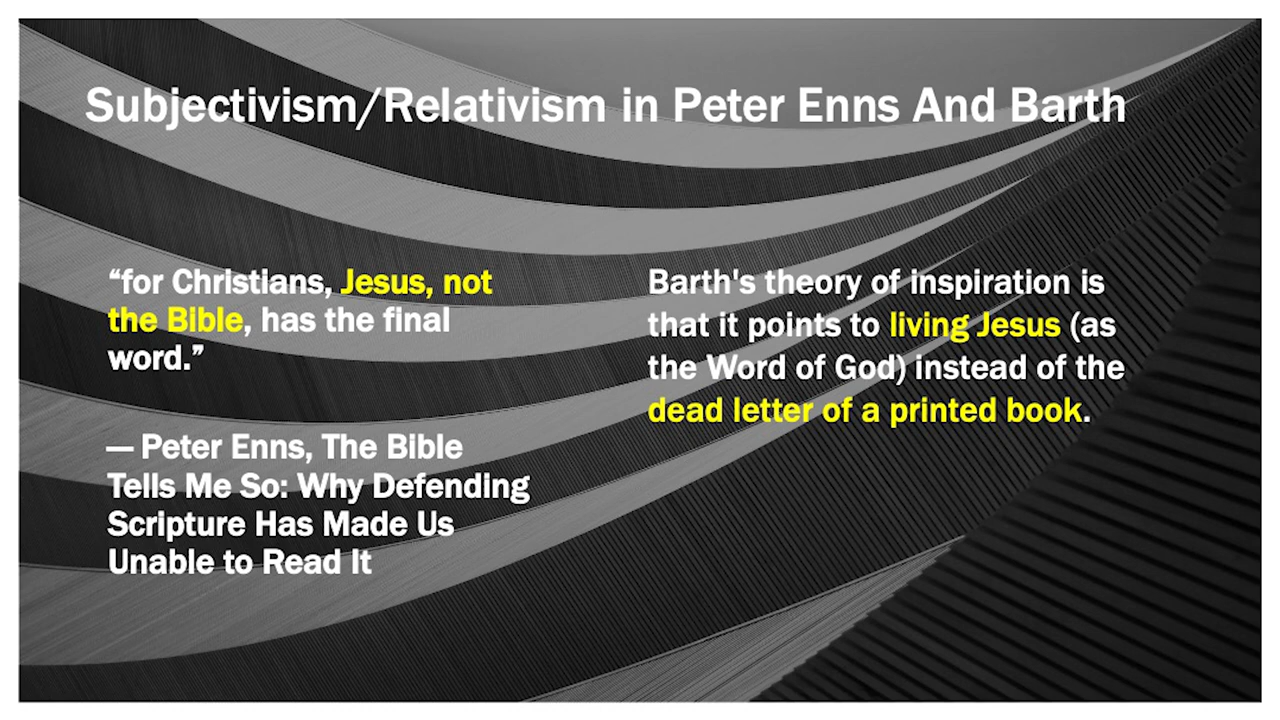 Subjectivism/Relativism in Peter Enns And Barth
“for Christians, Jesus, not
the Bible, has the final
word.”
— Peter Enns, The Bible
Tells Me So: Why Defending
Scripture Has Made Us
Unable to Read It
Barth's theory of inspiration is
that it points to living Jesus (as
the Word of God) instead of the
dead letter of a printed book.